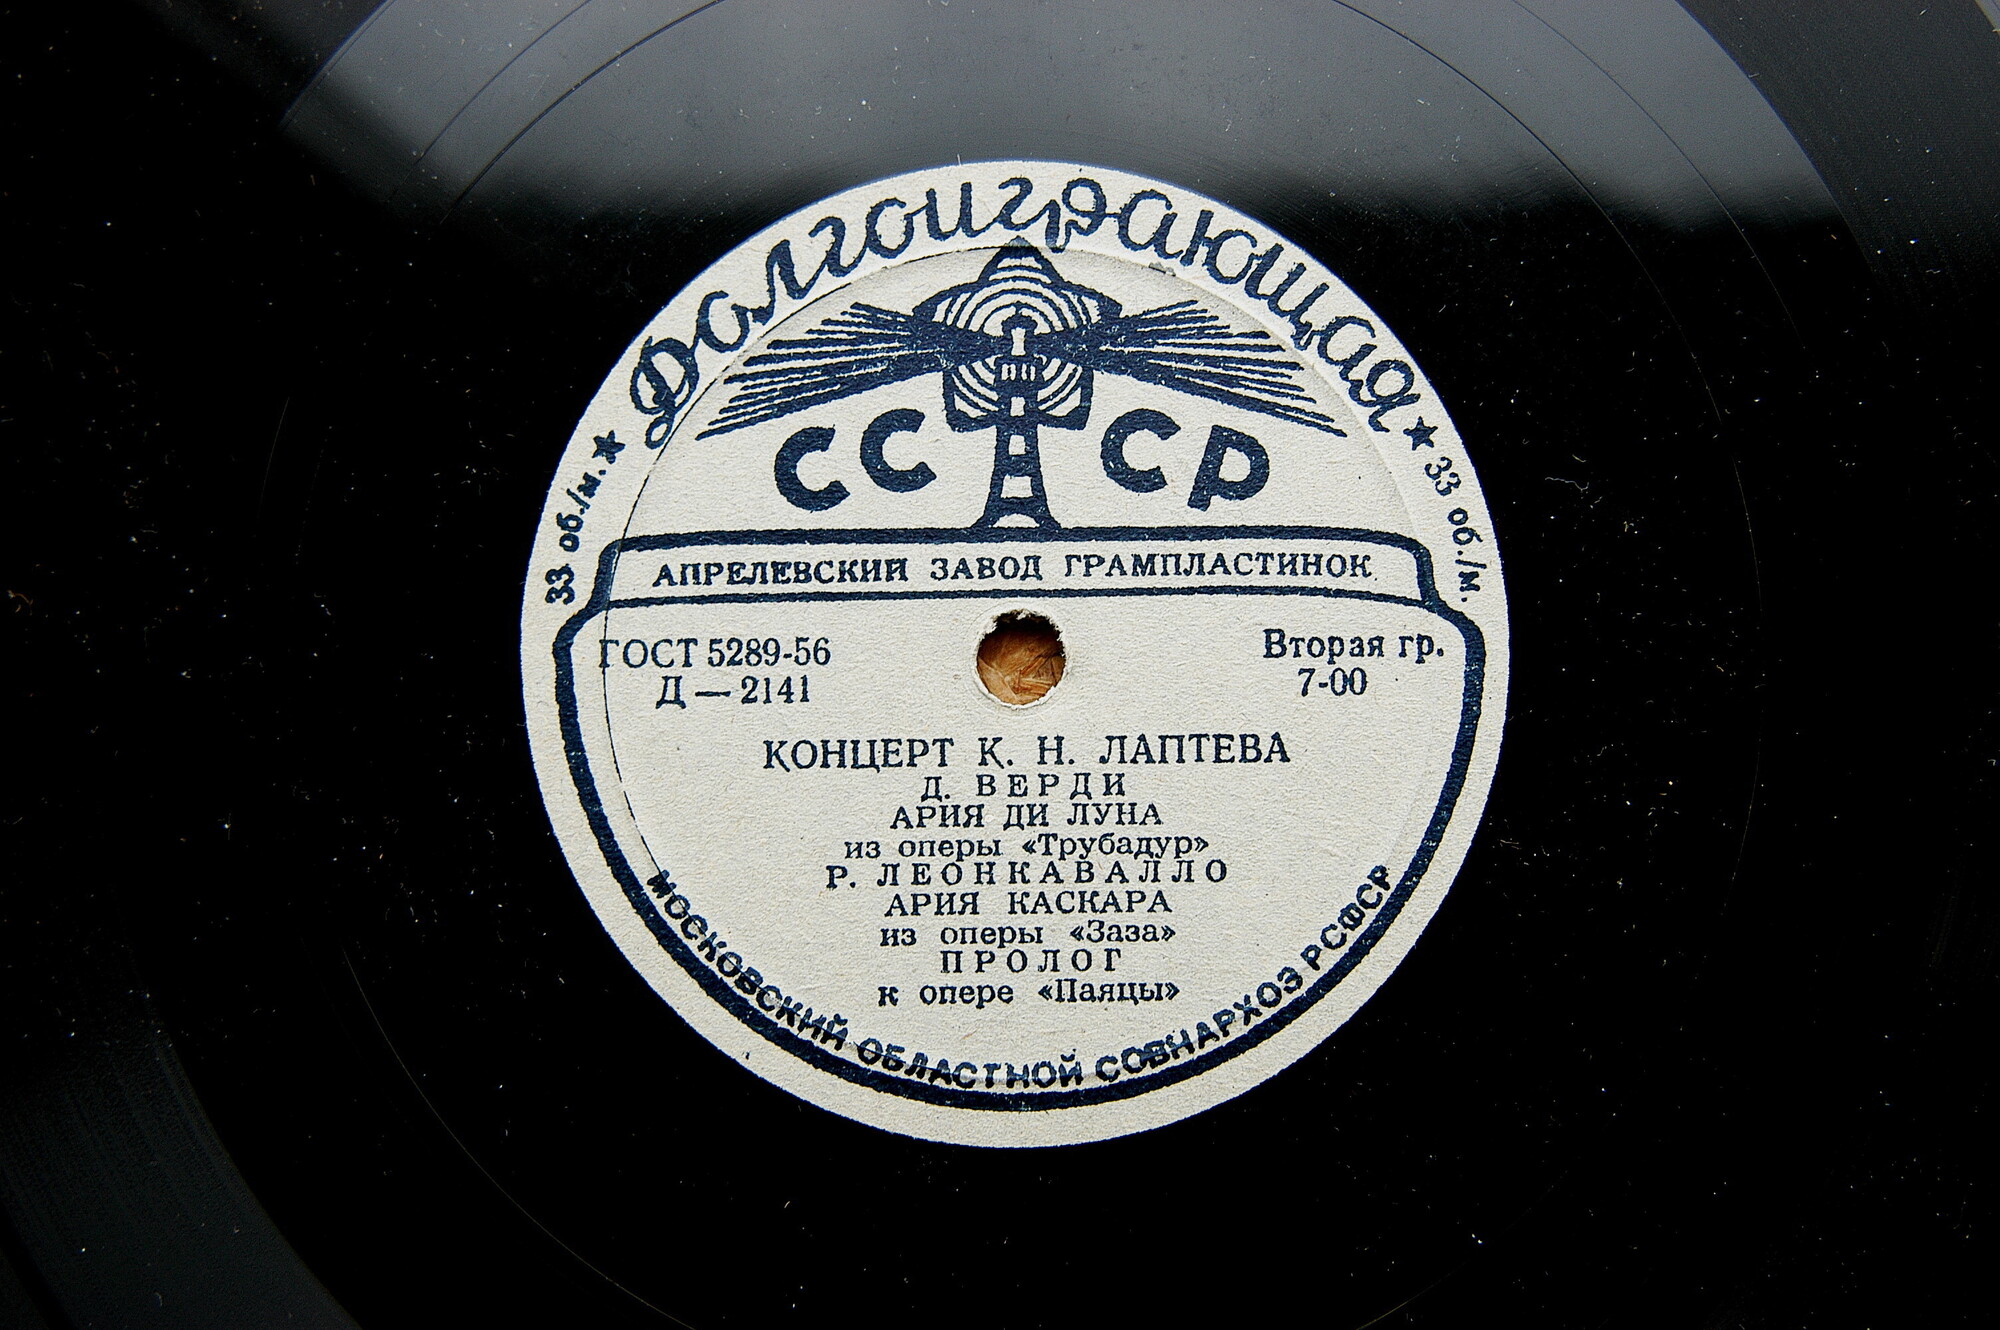 Долгоиграющая
33 об./м. ★
★ 33 об./м.
СССР
АПРЕЛЕВСКИЙ ЗАВОД ГРАМПЛАСТИНОК
ГОСТ 5289-56
Д — 2141
Вторая гр.
7-00
КОНЦЕРТ К. Н. ЛАПТЕВА
Д. ВЕРДИ
АРИЯ ДИ ЛУНА
из оперы «Трубадур»
Р. ЛЕОНКАВАЛЛО
АРИЯ КАСКАРА
из оперы «Заза»
ПРОЛОГ
к опере «Паяцы»
МОСКОВСКИЙ ОБЛАСТНОЙ СОВНАРХОЗ РСФСР